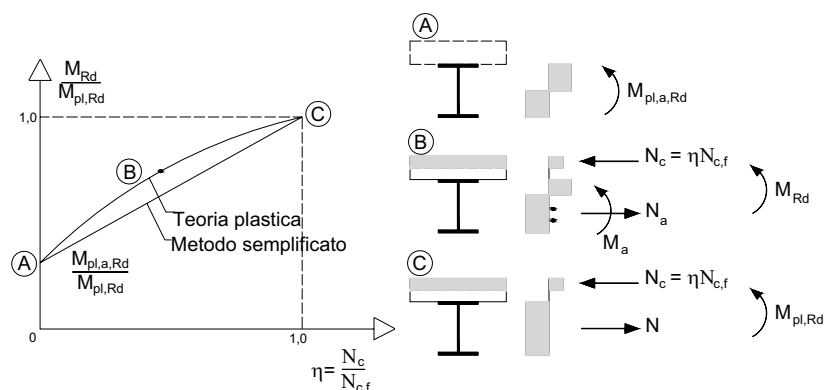 M_Rd
M_pl,Rd
1,0
C
B
Teoria plastica
Metodo semplificato
A
M_pl,a,Rd
M_pl,Rd
0
1,0
η= N_c
N_c,f
A
M_pl,a,Rd
B
N_c = ηN_c,f
M_Rd
N_a
M_a
C
N_c = ηN_c,f
M_pl,Rd
N